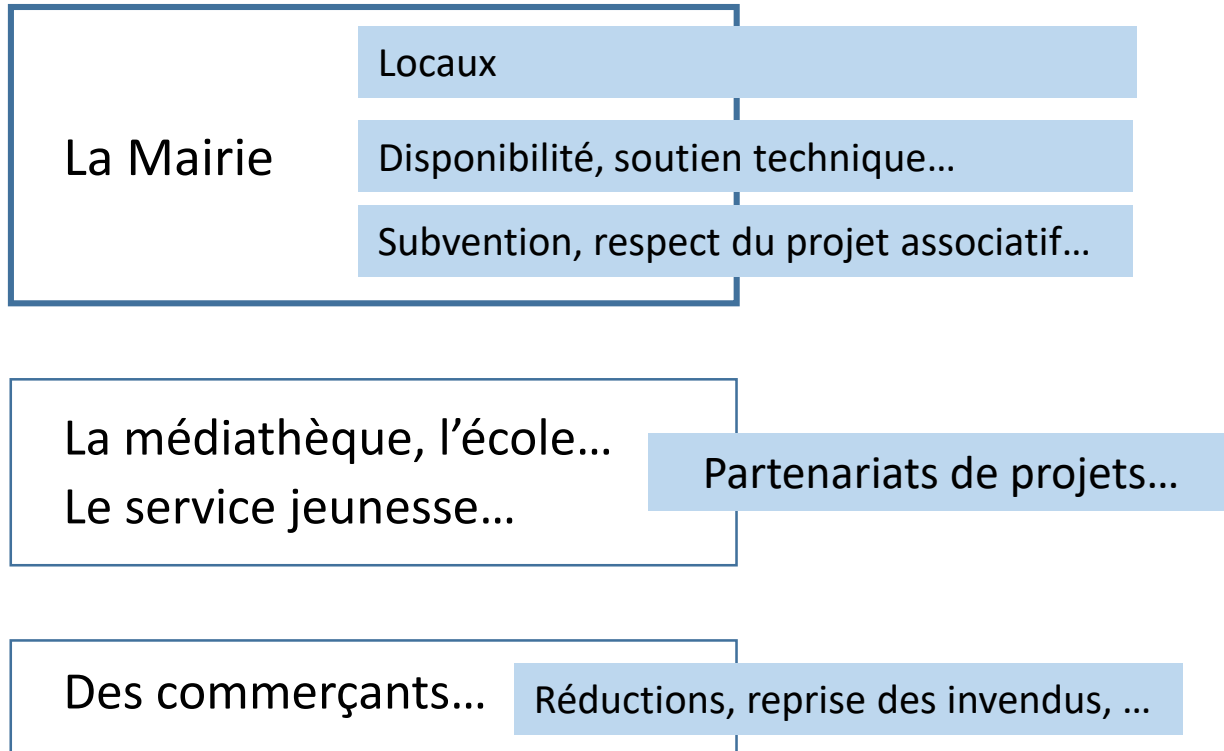 Locaux
La Mairie
Disponibilité, soutien technique…
Subvention, respect du projet associatif…
La médiathèque, l’école…
Le service jeunesse…
Partenariats de projets…
Des commerçants…
Réductions, reprise des invendus, …